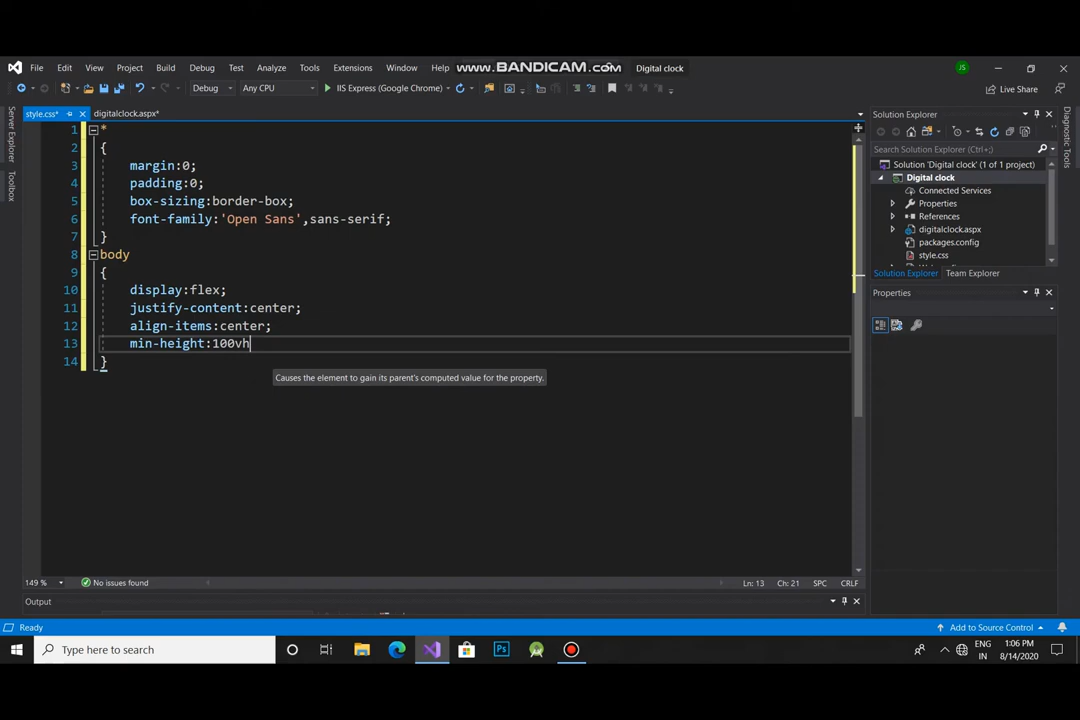 File Edit View Project Build Debug Test Analyze Tools Extensions Window Help www.BANDICAM.com Digital clock JS
Debug Any CPU IIS Express (Google Chrome) Live Share
style.css* digitalclock.aspx*
Server Explorer
Toolbox
1 *
2 {
3 margin:0;
4 padding:0;
5 box-sizing:border-box;
6 font-family:'Open Sans',sans-serif;
7 }
8 body
9 {
10 display:flex;
11 justify-content:center;
12 align-items:center;
13 min-height:100vh
14 }
Causes the element to gain its parent's computed value for the property.
149 % No issues found Ln: 13 Ch: 21 SPC CRLF
Output
Solution Explorer
Search Solution Explorer (Ctrl+;)
Solution 'Digital clock' (1 of 1 project)
Digital clock
Connected Services
Properties
References
digitalclock.aspx
packages.config
style.css
Solution Explorer Team Explorer
Properties
Diagnostic Tools
Ready Add to Source Control
Type here to search
Ps
ENG
IN
1:06 PM
8/14/2020